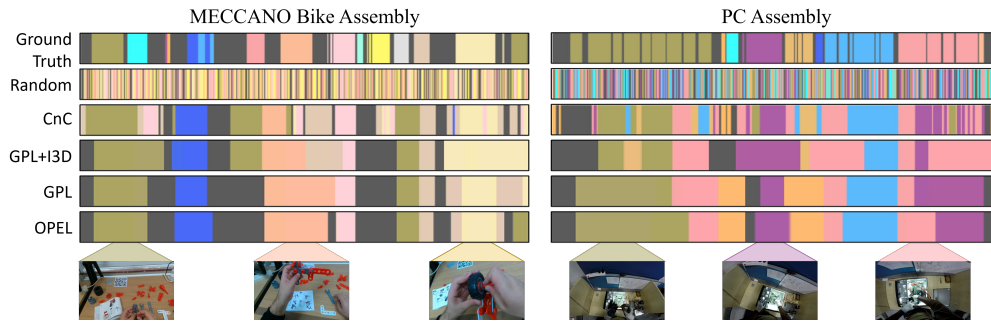 MECCANO Bike Assembly
PC Assembly
Ground
Truth
Random
CnC
GPL+I3D
GPL
OPEL